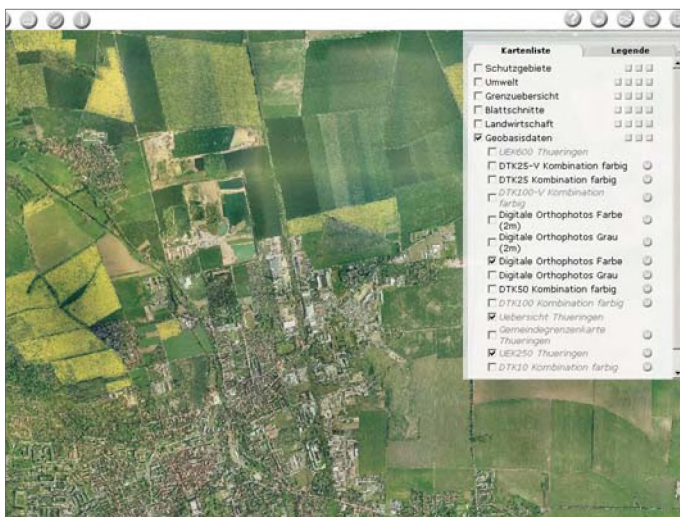 Kartenliste Legende
Schutzgebiete
Umwelt
Grenzuebersicht
Blattschnitte
Landwirtschaft
Geobasisdaten
UEK600 Thueringen
DTK25-V Kombination farbig
DTK25 Kombination farbig
DTK100-V Kombination
farbig
Digitale Orthophotos Farbe
(2m)
Digitale Orthophotos Grau
(2m)
Digitale Orthophotos Farbe
Digitale Orthophotos Grau
DTK50 Kombination farbig
DTK100 Kombination farbig
Uebersicht Thueringen
Gemeindegrenzenkarte
Thueringen
UEK250 Thueringen
DTK10 Kombination farbig